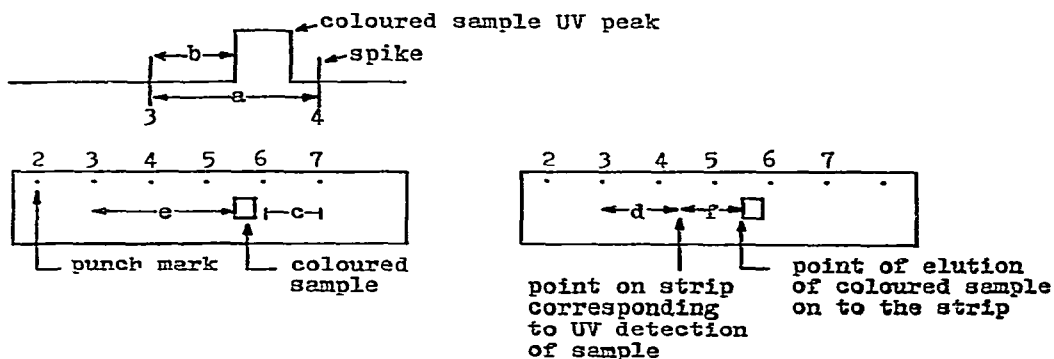 coloured sample UV peak
b
spike
a
3 4
2 3 4 5 6 7
e c
punch mark
coloured
sample
2 3 4 5 6 7
d f
point on strip
corresponding
to UV detection
of sample
point of elution
of coloured sample
on to the strip